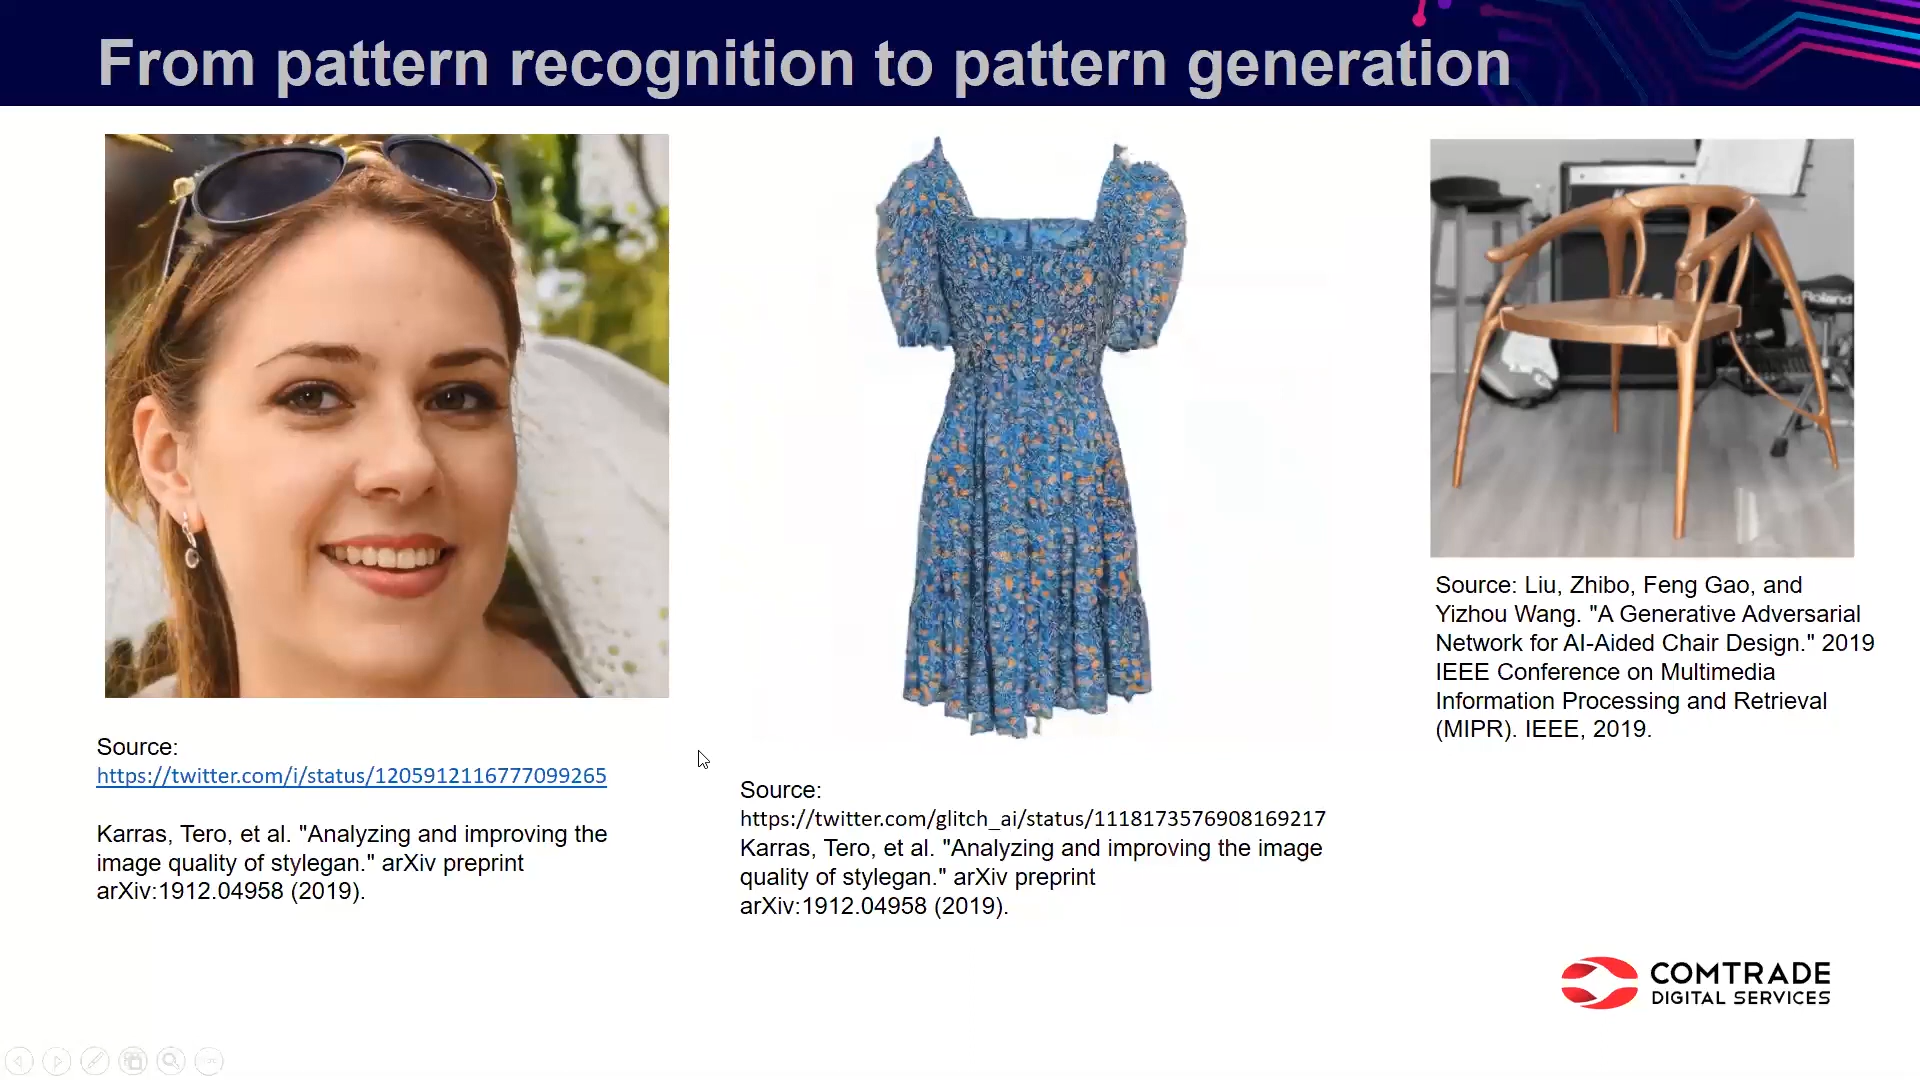 From pattern recognition to pattern generation
Source:
https://twitter.com/i/status/1205912116777099265
Karras, Tero, et al. "Analyzing and improving the
image quality of stylegan." arXiv preprint
arXiv:1912.04958 (2019).
Source:
https://twitter.com/glitch_ai/status/1118173576908169217
Karras, Tero, et al. "Analyzing and improving the image
quality of stylegan." arXiv preprint
arXiv:1912.04958 (2019).
Roland
Source: Liu, Zhibo, Feng Gao, and
Yizhou Wang. "A Generative Adversarial
Network for AI-Aided Chair Design." 2019
IEEE Conference on Multimedia
Information Processing and Retrieval
(MIPR). IEEE, 2019.
COMTRADE
DIGITAL SERVICES